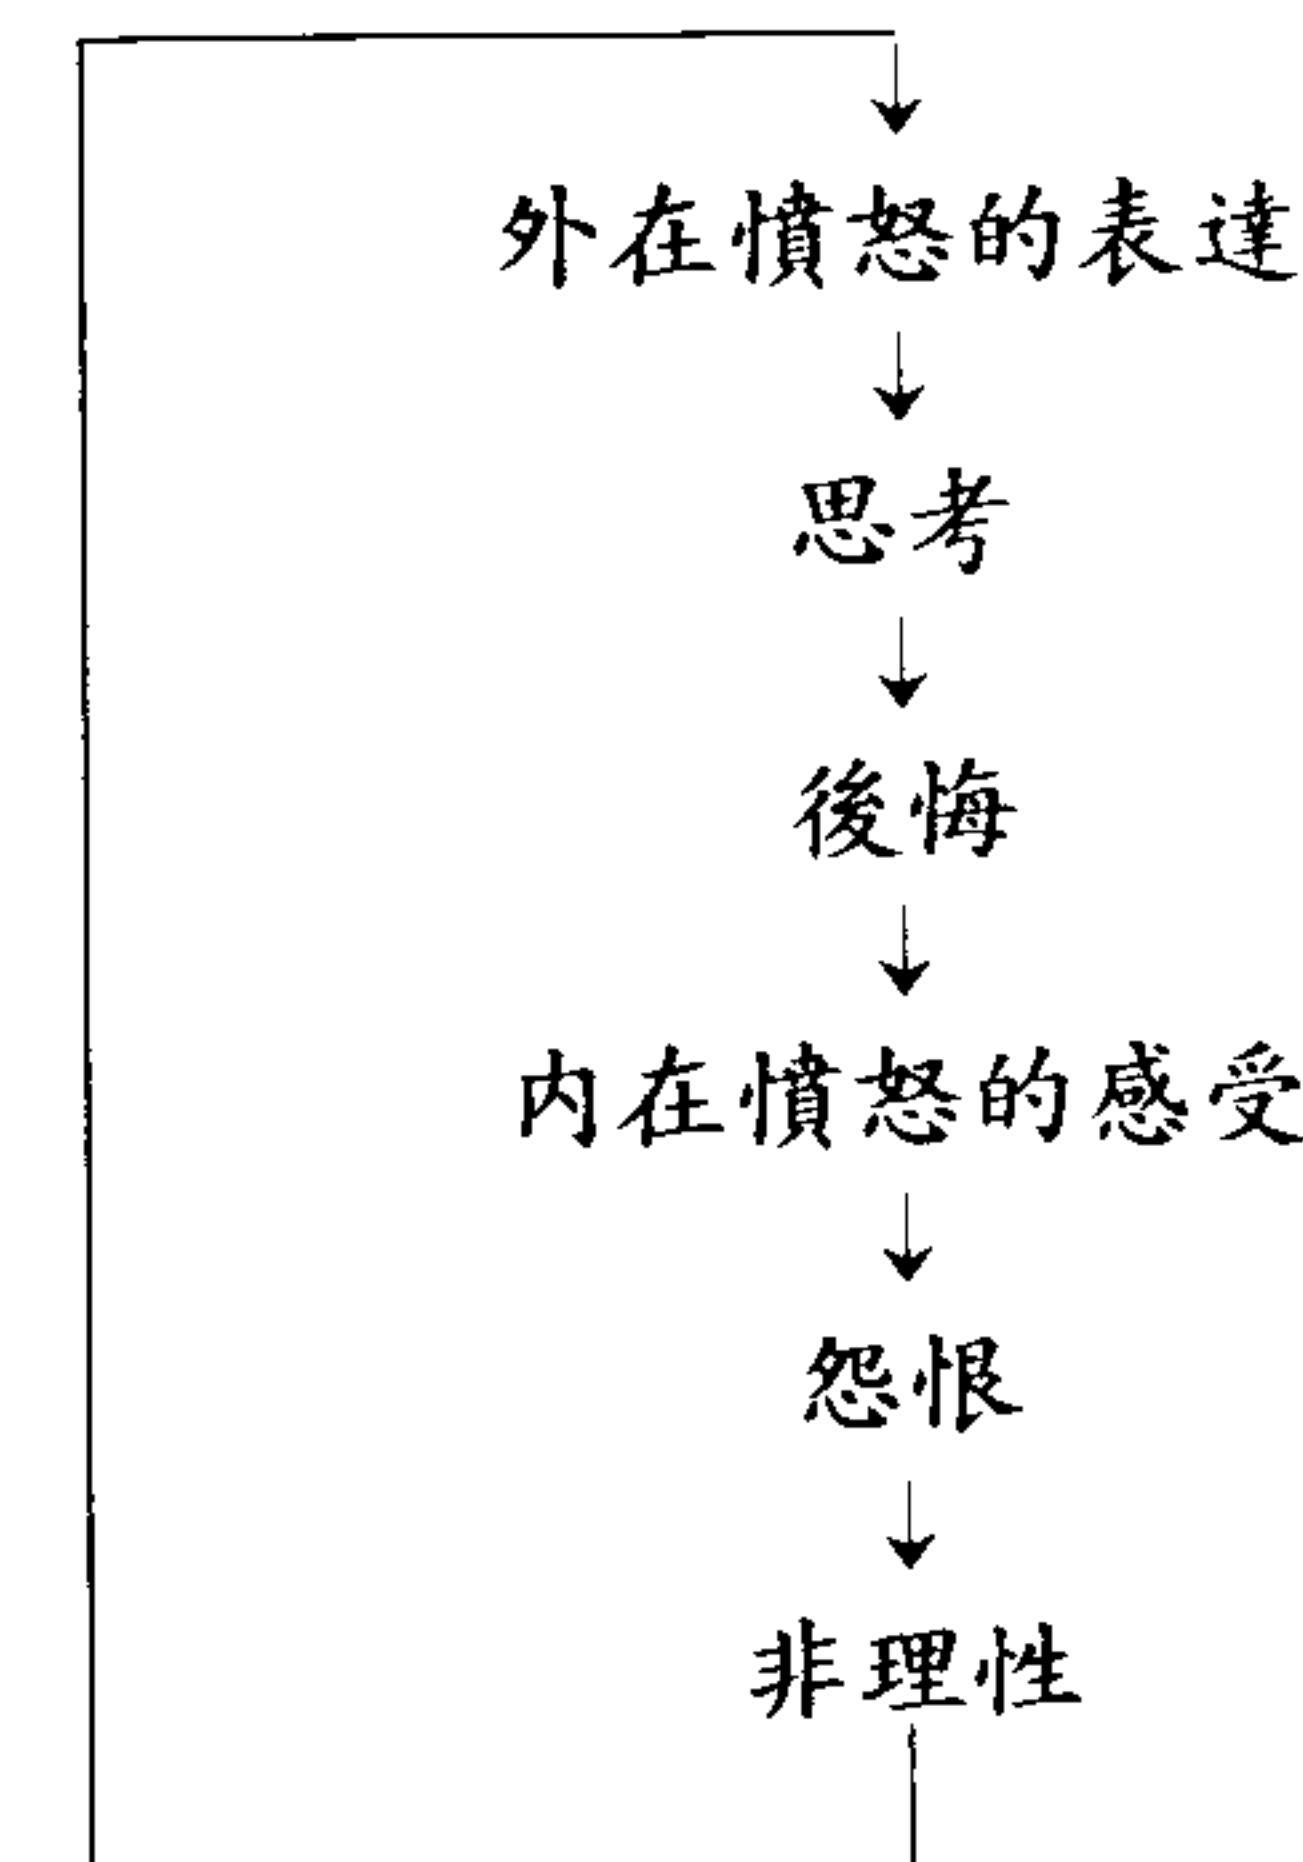 外在憤怒的表達
思考
後悔
內在憤怒的感受
怨恨
非理性